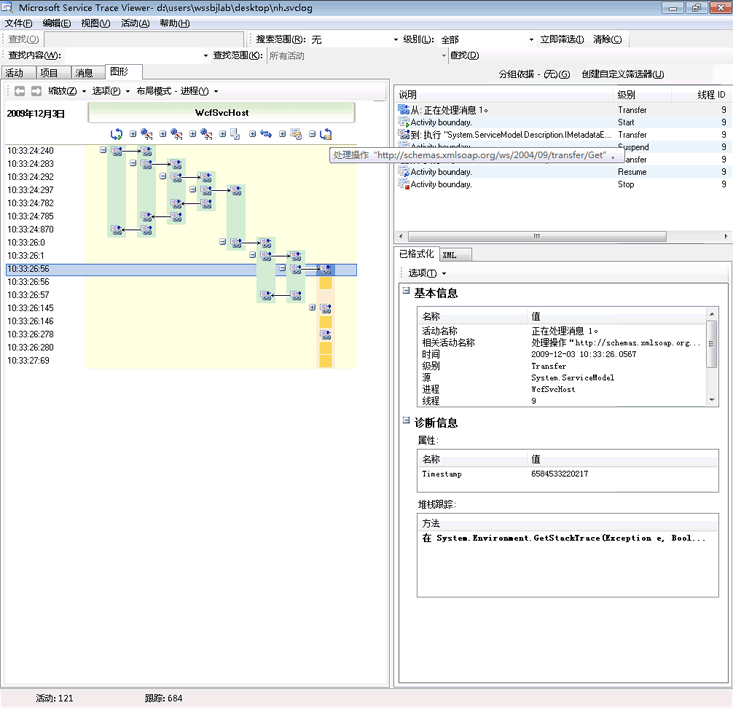 Microsoft Service Trace Viewer- d:\users\wssbjlab\desktop\nh.svclog
文件(F) 编辑(E) 视图(V) 活动(A) 帮助(H)
查找(O) 搜索范围(R): 无 级别(L): 全部 立即筛选(I) 清除(C)
查找内容(W): 查找范围(K): 所有活动 查找(D)
活动 项目 消息 图形
分组依据 - (无)(G) 创建自定义筛选器(U)
缩放(Z) 选项(P) 布局模式 - 进程(Y)
2009年12月3日 WcfSvcHost
10:33:24:240
10:33:24:283
10:33:24:292
10:33:24:297
10:33:24:782
10:33:24:785
10:33:24:870
10:33:26:0
10:33:26:1
10:33:26:56
10:33:26:56
10:33:26:57
10:33:26:145
10:33:26:146
10:33:26:278
10:33:26:280
10:33:27:69
说明 级别 线程 ID
从: 正在处理消息 1。 Transfer 9
Activity boundary. Start 9
到: 执行 "System.ServiceModel.Description.IMetadataE... Transfer 9
Suspend 9
处理操作 "http://schemas.xmlsoap.org/ws/2004/09/transfer/Get" 。
ansfer 9
Activity boundary. Resume 9
Activity boundary. Stop 9
已格式化 XML
选项(T)
基本信息
名称 值
活动名称 正在处理消息 1。
相关活动名称 处理操作 "http://schemas.xmlsoap.org...
时间 2009-12-03 10:33:26.0567
级别 Transfer
源 System.ServiceModel
进程 WcfSvcHost
线程 9
诊断信息
属性:
名称 值
Timestamp 6584533220217
堆栈跟踪:
方法
在 System.Environment.GetStackTrace(Exception e, Bool...
活动: 121 跟踪: 684